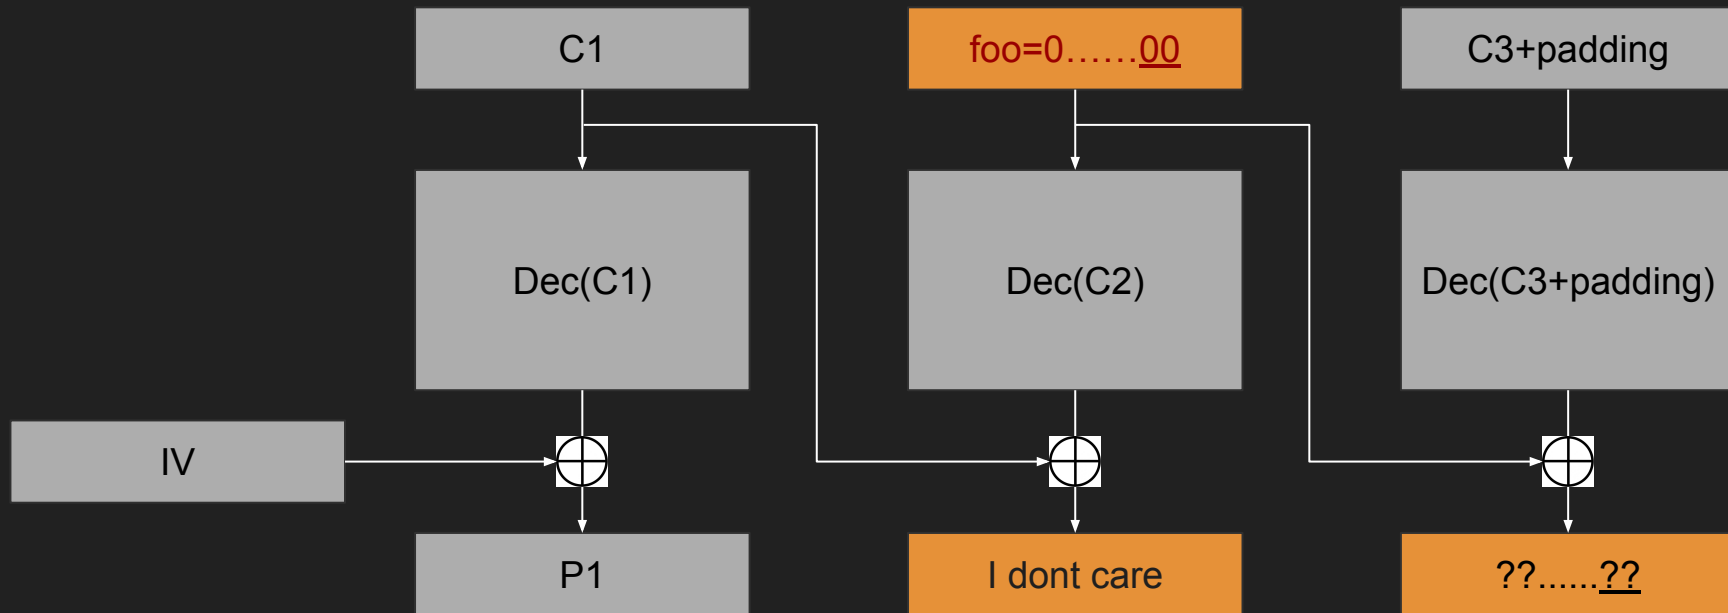 C1
foo=0……00
C3+padding
Dec(C1)
Dec(C2)
Dec(C3+padding)
IV
P1
I dont care
??......??